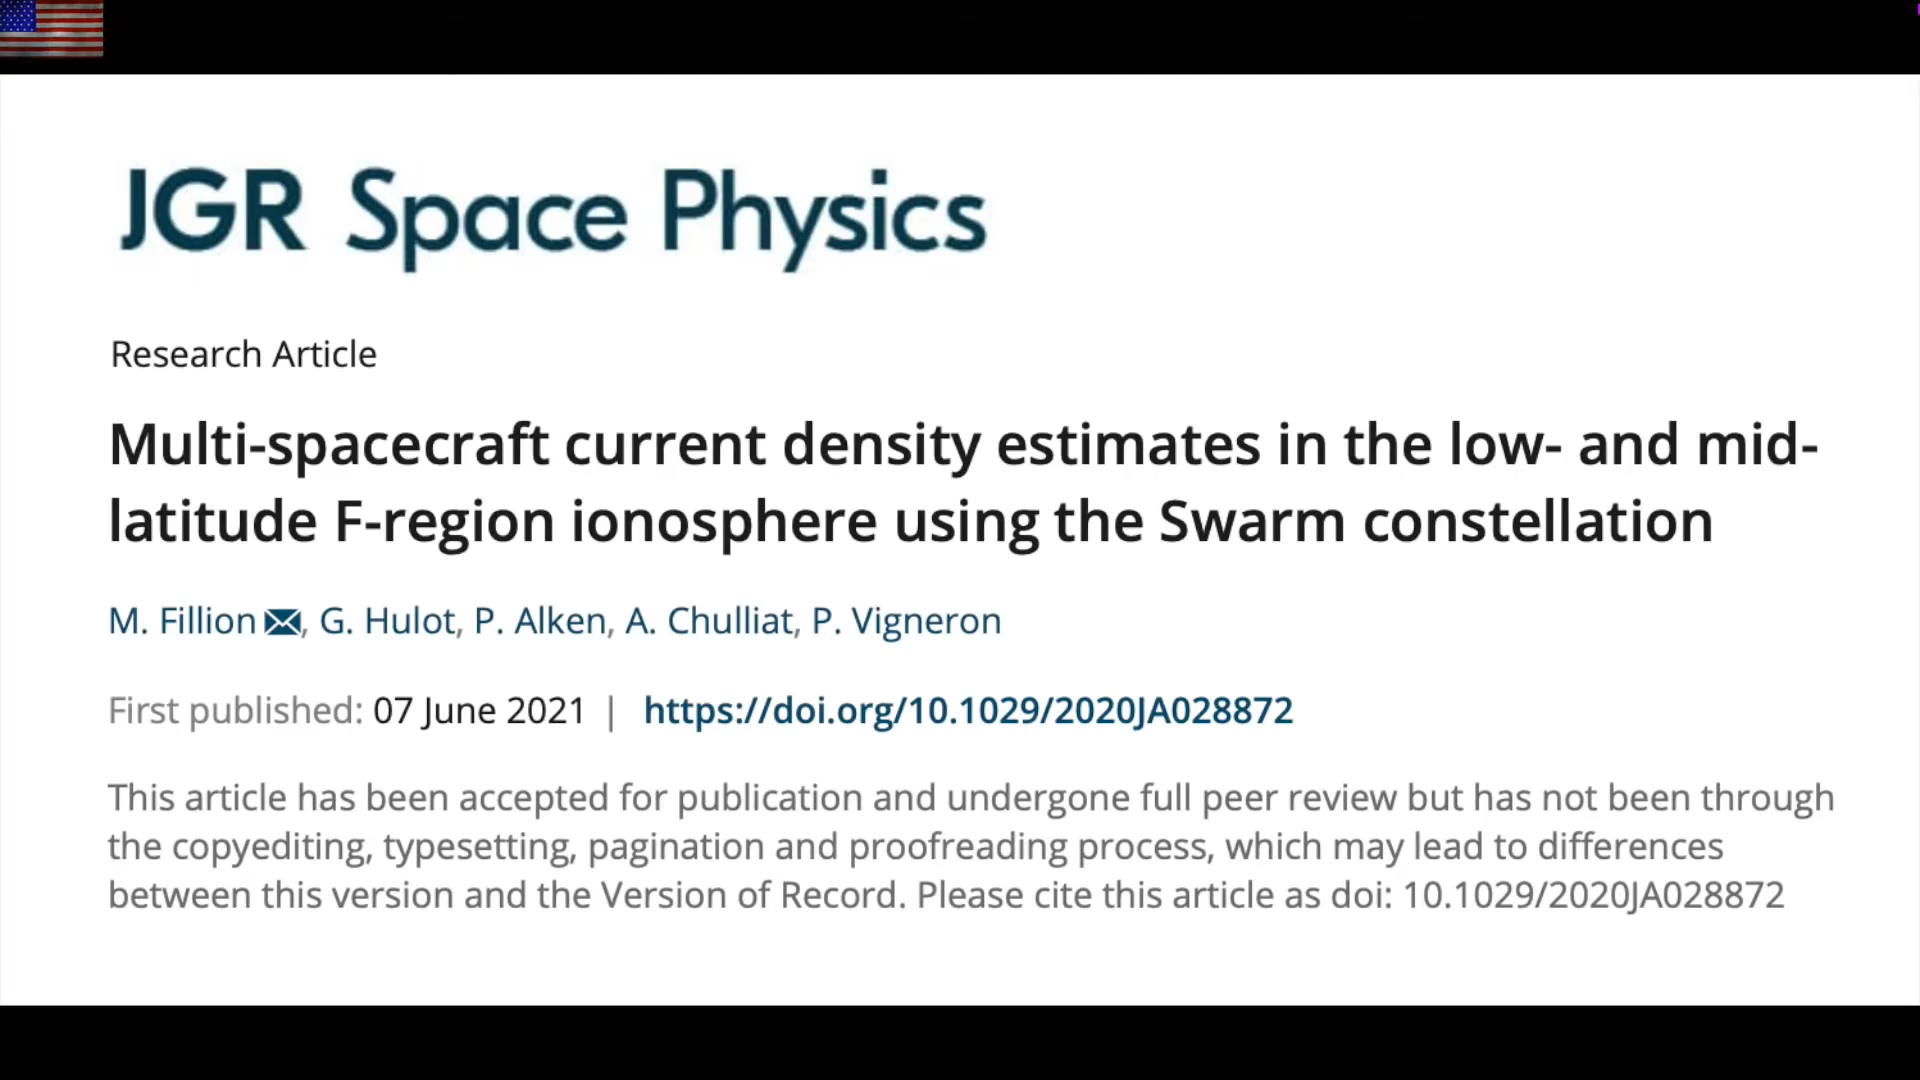 JGR Space Physics
Research Article
Multi-spacecraft current density estimates in the low- and mid-
latitude F-region ionosphere using the Swarm constellation
M. Fillion, G. Hulot, P. Alken, A. Chulliat, P. Vigneron
First published: 07 June 2021 | https://doi.org/10.1029/2020JA028872
This article has been accepted for publication and undergone full peer review but has not been through
the copyediting, typesetting, pagination and proofreading process, which may lead to differences
between this version and the Version of Record. Please cite this article as doi: 10.1029/2020JA028872